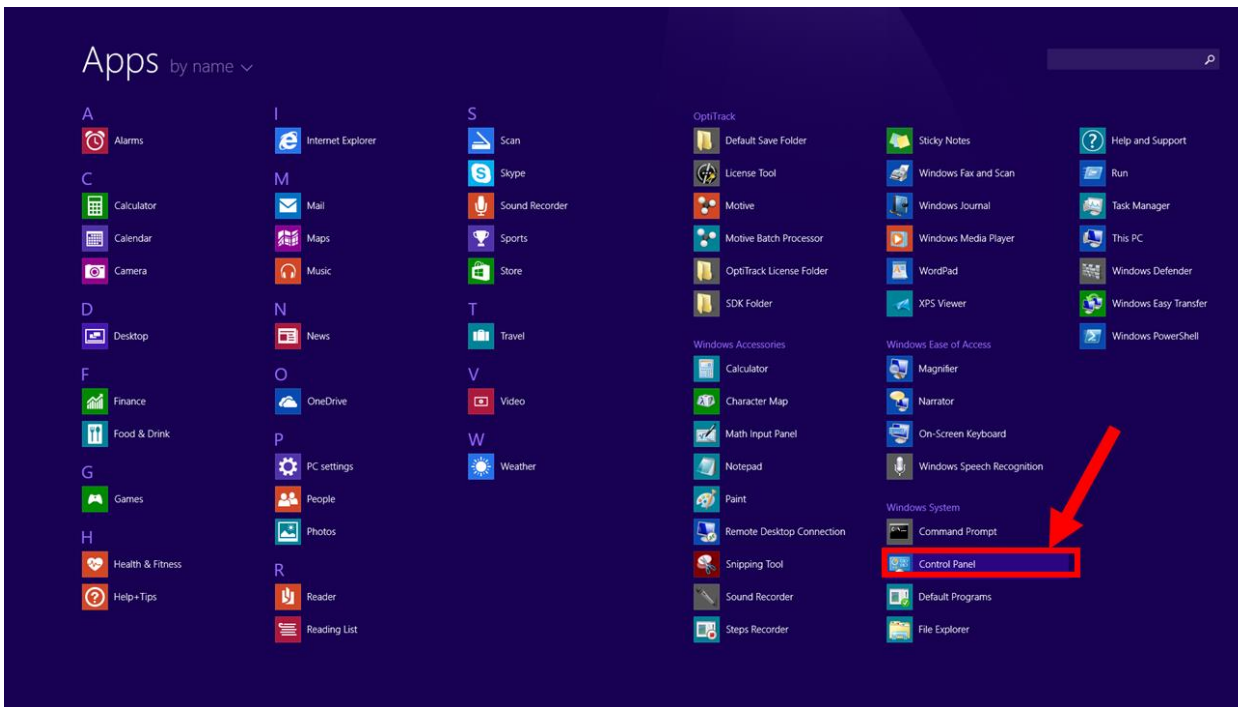 Apps by name
A
Alarms
C
Calculator
Calendar
Camera
D
Desktop
F
Finance
Food & Drink
G
Games
H
Health & Fitness
Help+Tips
I
Internet Explorer
M
Mail
Maps
Music
N
News
O
OneDrive
P
PC settings
People
Photos
R
Reader
Reading List
S
Scan
Skype
Sound Recorder
Sports
Store
T
Travel
V
Video
W
Weather
OptiTrack
Default Save Folder
License Tool
Motive
Motive Batch Processor
OptiTrack License Folder
SDK Folder
Windows Accessories
Calculator
Character Map
Math Input Panel
Notepad
Paint
Remote Desktop Connection
Snipping Tool
Sound Recorder
Steps Recorder
Sticky Notes
Windows Fax and Scan
Windows Journal
Windows Media Player
WordPad
XPS Viewer
Windows Ease of Access
Magnifier
Narrator
On-Screen Keyboard
Windows Speech Recognition
Windows System
Command Prompt
Control Panel
Default Programs
File Explorer
Help and Support
Run
Task Manager
This PC
Windows Defender
Windows Easy Transfer
Windows PowerShell